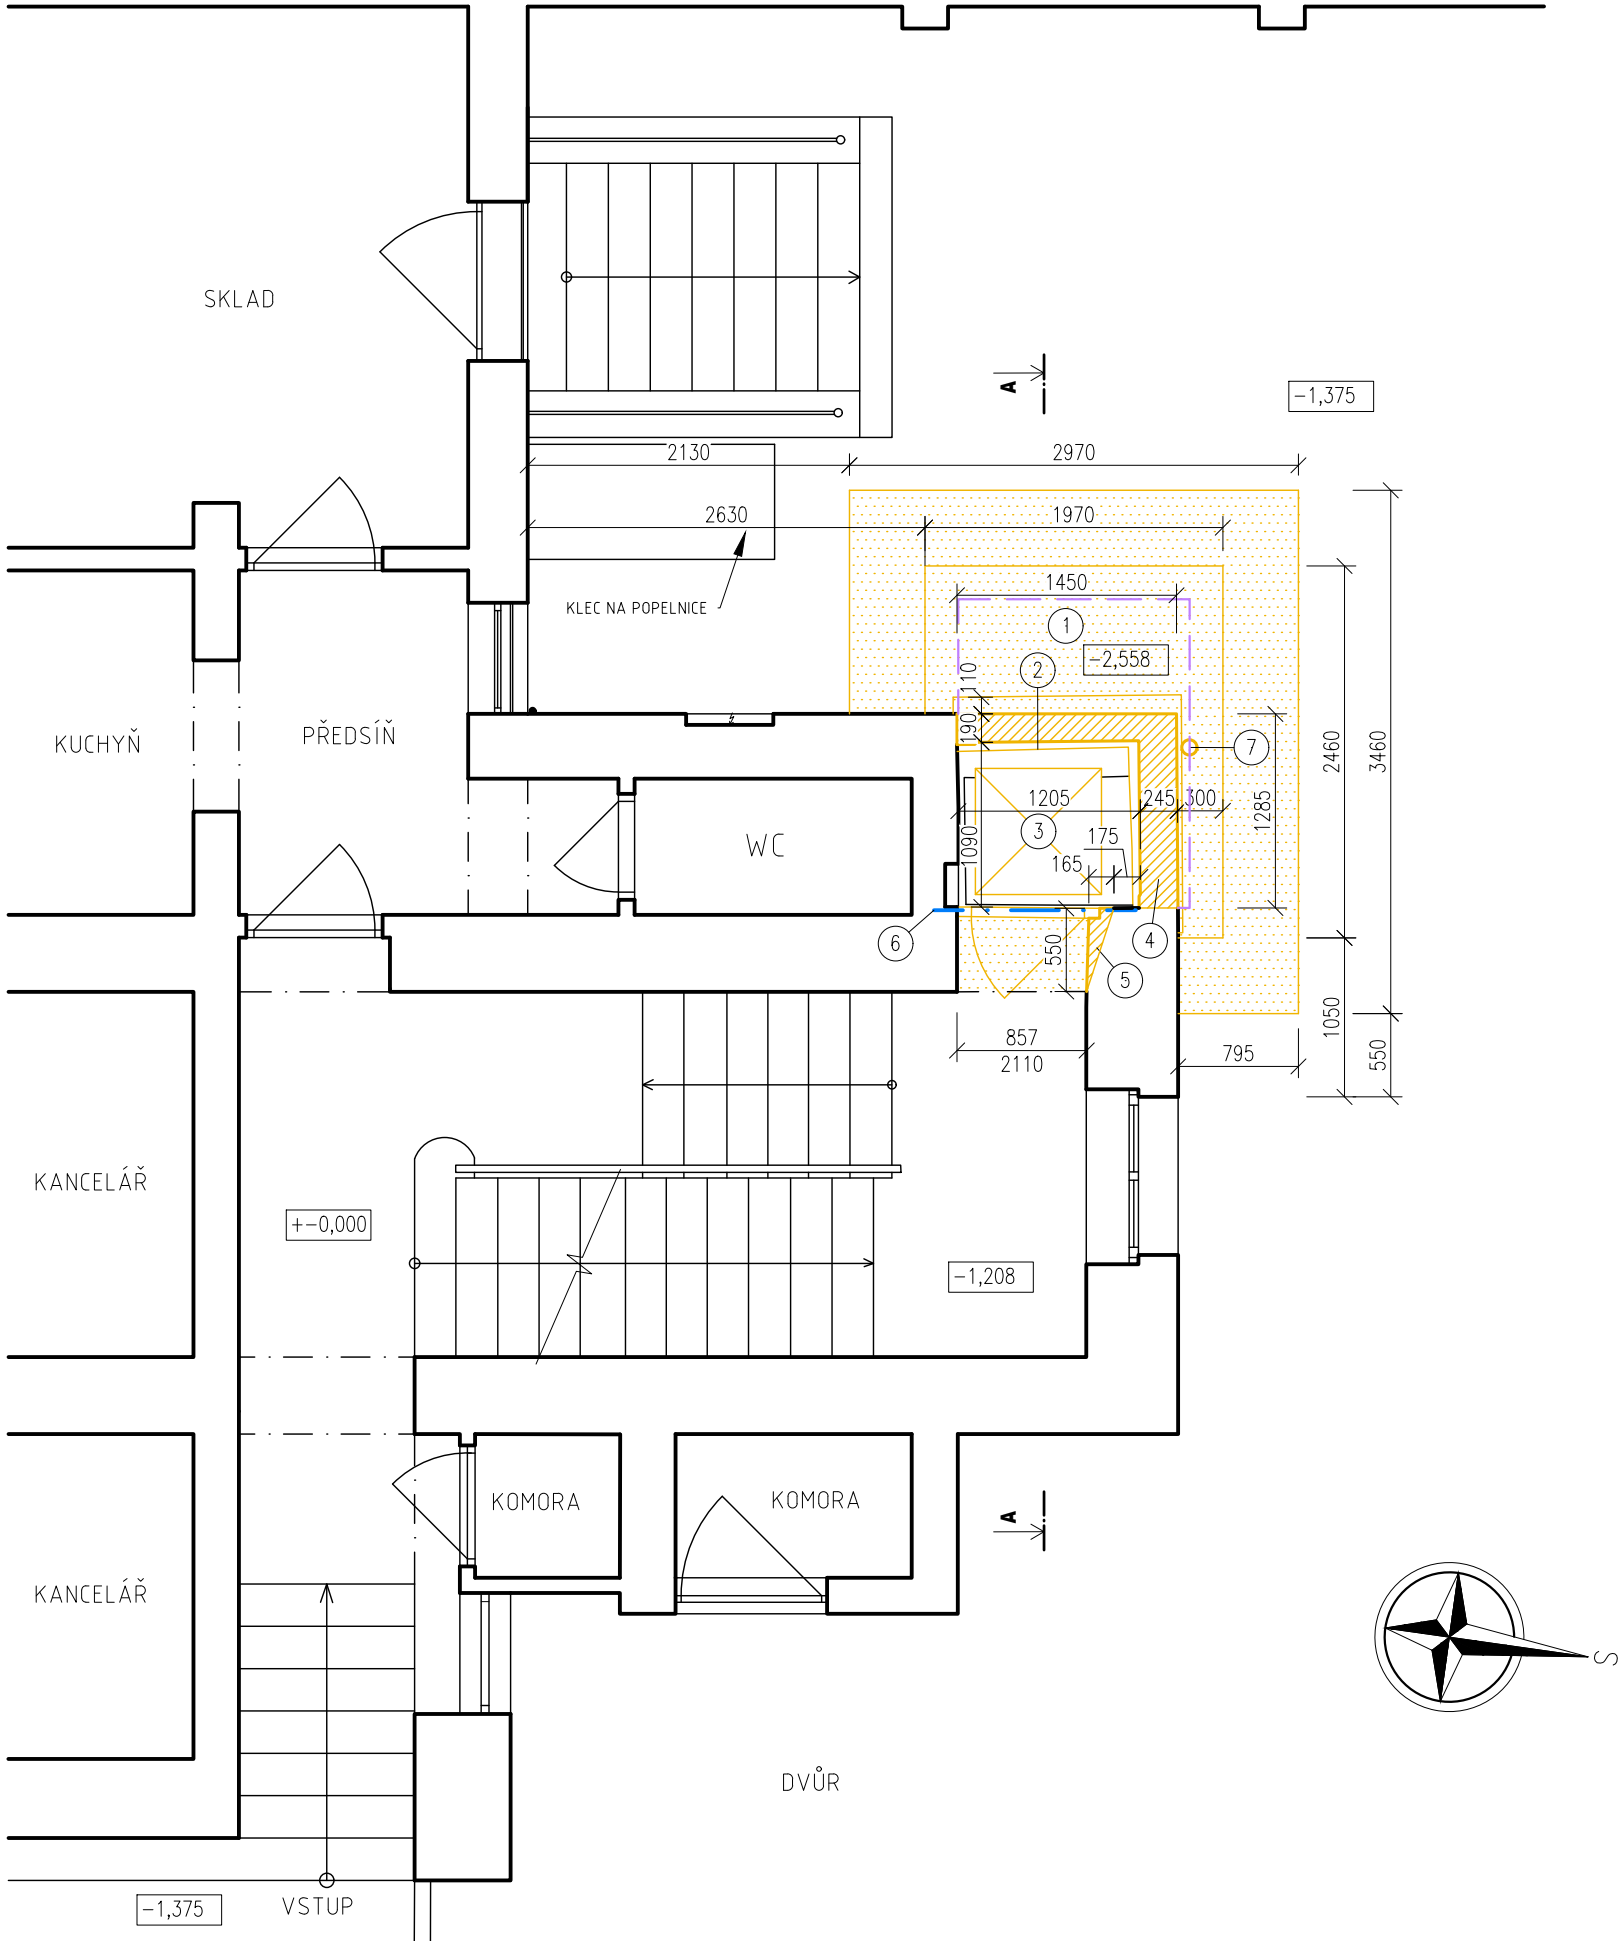 SKLAD
A
-1,375
2130
2970
2630
1970
KLEC NA POPELNICE
1450
1
-2,558
2
110
190
KUCHYŇ
PŘEDSÍŇ
7
2460
3460
1285
WC
1205
245
300
3
1090
175
165
6
4
550
5
857
2110
795
1050
550
KANCELÁŘ
+-0,000
-1,208
KOMORA
KOMORA
A
KANCELÁŘ
S
DVŮR
-1,375
VSTUP